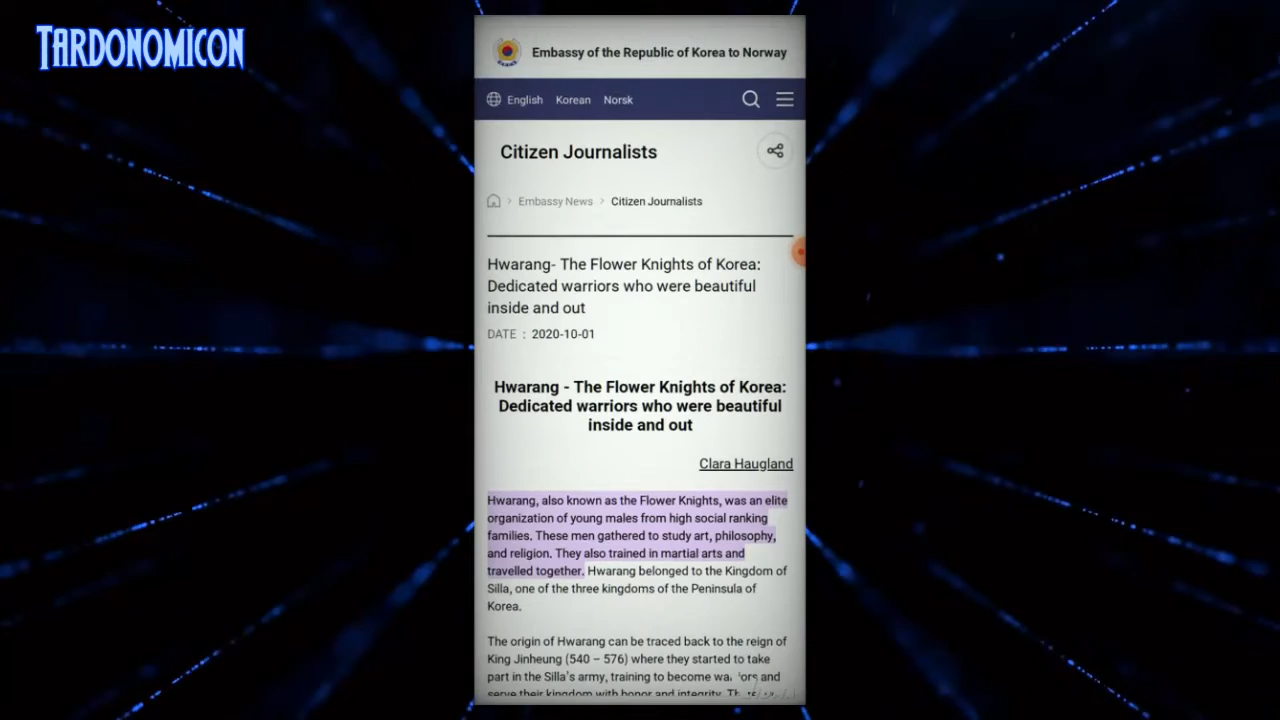 TARDONOMICON
Embassy of the Republic of Korea to Norway
English Korean Norsk
Citizen Journalists
Embassy News > Citizen Journalists
Hwarang- The Flower Knights of Korea:
Dedicated warriors who were beautiful
inside and out
DATE : 2020-10-01
Hwarang - The Flower Knights of Korea:
Dedicated warriors who were beautiful
inside and out
Clara Haugland
Hwarang, also known as the Flower Knights, was an elite
organization of young males from high social ranking
families. These men gathered to study art, philosophy,
and religion. They also trained in martial arts and
travelled together. Hwarang belonged to the Kingdom of
Silla, one of the three kingdoms of the Peninsula of
Korea.
The origin of Hwarang can be traced back to the reign of
King Jinheung (540 – 576) where they started to take
part in the Silla's army, training to become
serve their kingdom with honor and integrity.